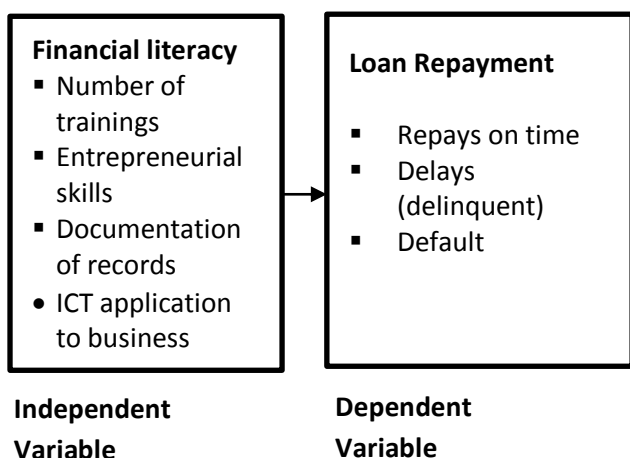 Financial literacy
▪ Number of
trainings
▪ Entrepreneurial
skills
▪ Documentation
of records
• ICT application
to business
Loan Repayment
▪ Repays on time
▪ Delays
(delinquent)
▪ Default
Independent
Variable
Dependent
Variable